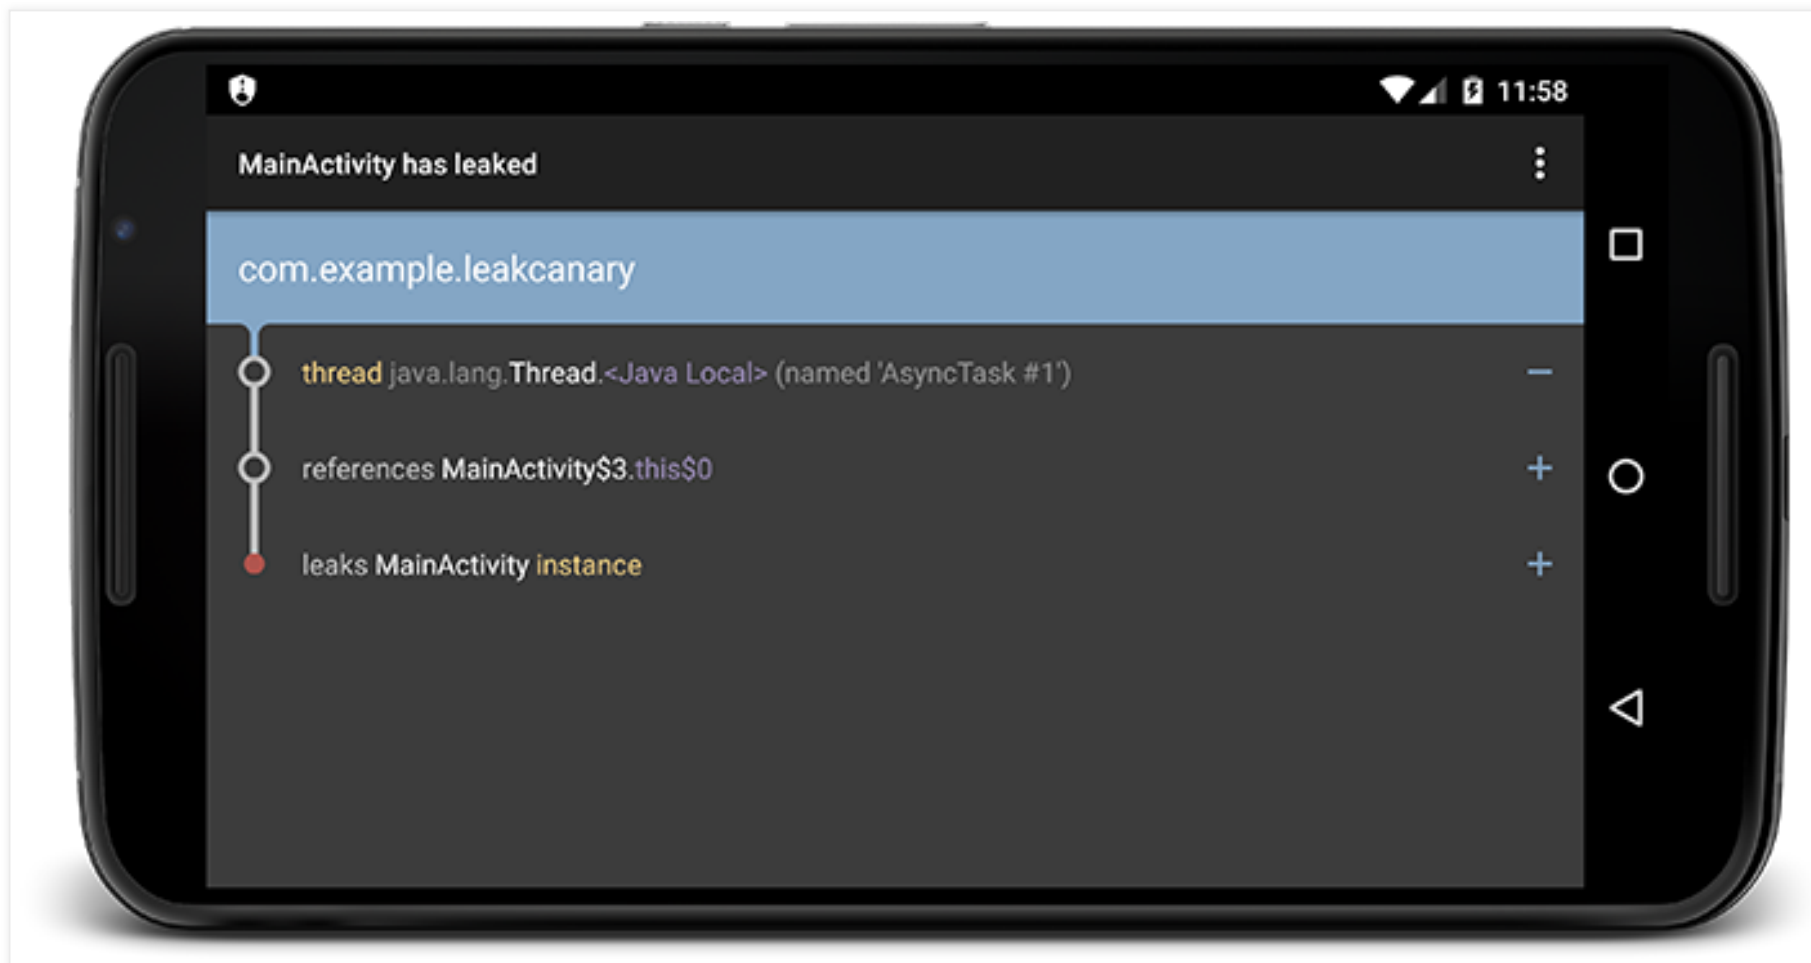 11:58
MainActivity has leaked
com.example.leakcanary
thread java.lang.Thread.<Java Local> (named 'AsyncTask #1')
references MainActivity$3.this$0
leaks MainActivity instance